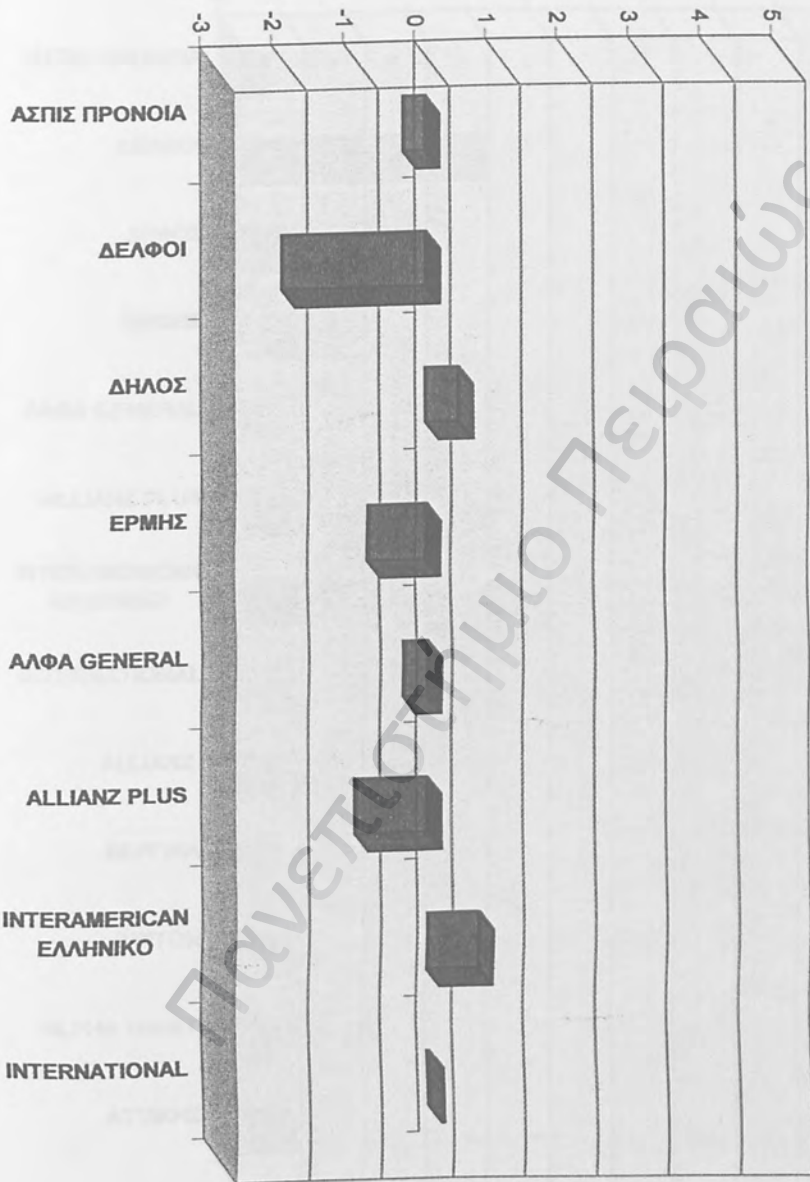 -3
-2
-1
0
1
2
3
4
5
ΑΣΠΙΣ ΠΡΟΝΟΙΑ
ΔΕΛΦΟΙ
ΔΗΛΟΣ
ΕΡΜΗΣ
ΑΛΦΑ GENERAL
ALLIANZ PLUS
INTERAMERICAN
ΕΛΛΗΝΙΚΟ
INTERNATIONAL
Πανεπιστήμιο Πειραιώς